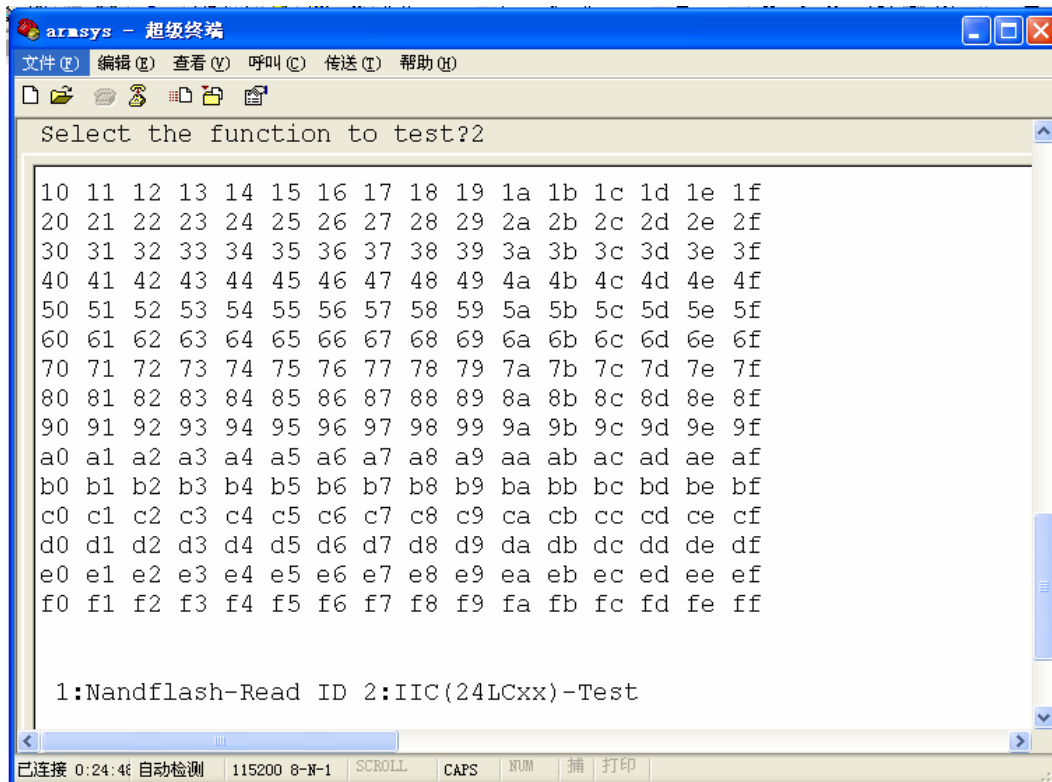 armsys - 超级终端
文件(F) 编辑(E) 查看(V) 呼叫(C) 传送(T) 帮助(H)
Select the function to test?2
10 11 12 13 14 15 16 17 18 19 1a 1b 1c 1d 1e 1f
20 21 22 23 24 25 26 27 28 29 2a 2b 2c 2d 2e 2f
30 31 32 33 34 35 36 37 38 39 3a 3b 3c 3d 3e 3f
40 41 42 43 44 45 46 47 48 49 4a 4b 4c 4d 4e 4f
50 51 52 53 54 55 56 57 58 59 5a 5b 5c 5d 5e 5f
60 61 62 63 64 65 66 67 68 69 6a 6b 6c 6d 6e 6f
70 71 72 73 74 75 76 77 78 79 7a 7b 7c 7d 7e 7f
80 81 82 83 84 85 86 87 88 89 8a 8b 8c 8d 8e 8f
90 91 92 93 94 95 96 97 98 99 9a 9b 9c 9d 9e 9f
a0 a1 a2 a3 a4 a5 a6 a7 a8 a9 aa ab ac ad ae af
b0 b1 b2 b3 b4 b5 b6 b7 b8 b9 ba bb bc bd be bf
c0 c1 c2 c3 c4 c5 c6 c7 c8 c9 ca cb cc cd ce cf
d0 d1 d2 d3 d4 d5 d6 d7 d8 d9 da db dc dd de df
e0 e1 e2 e3 e4 e5 e6 e7 e8 e9 ea eb ec ed ee ef
f0 f1 f2 f3 f4 f5 f6 f7 f8 f9 fa fb fc fd fe ff
1:Nandflash-Read ID 2:IIC(24LCxx)-Test
已连接 0:24:48 自动检测 115200 8-N-1 SCROLL CAPS NUM 捕 打印